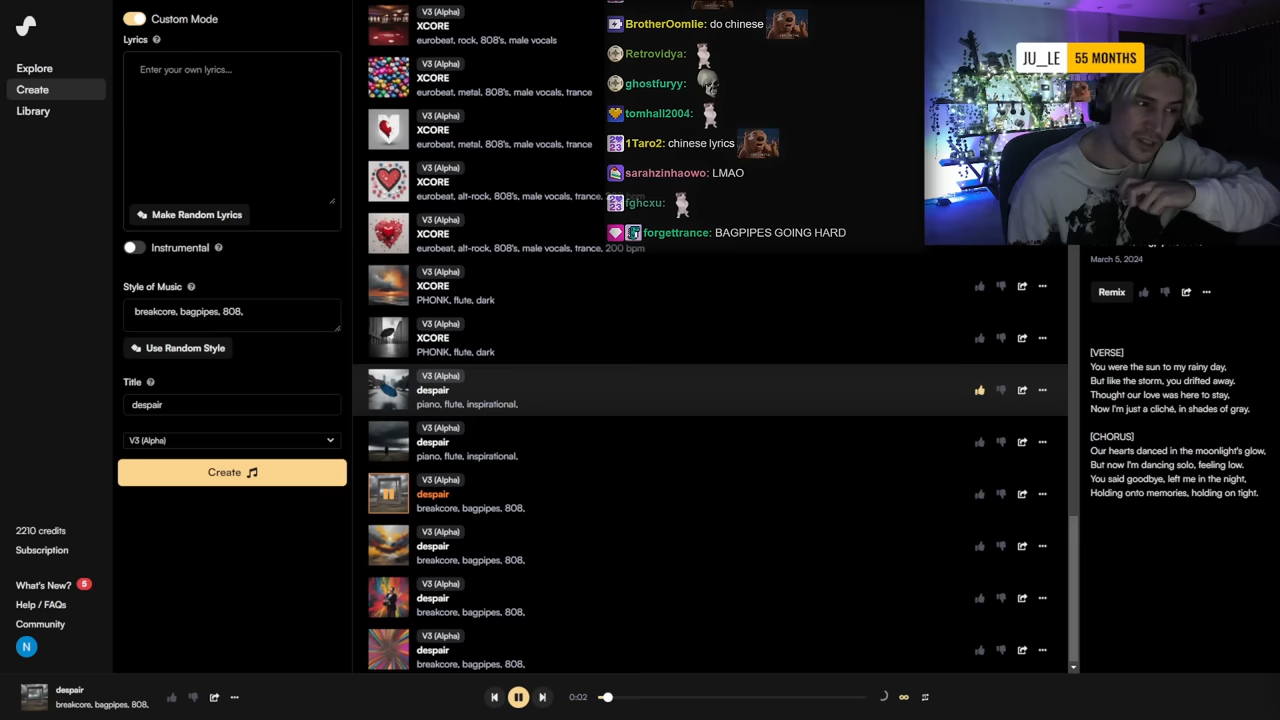 Explore
Create
Library
2210 credits
Subscription
What's New? 5
Help / FAQs
Community
N
Custom Mode
Lyrics
Enter your own lyrics...
Make Random Lyrics
Instrumental
Style of Music
breakcore, bagpipes, 808,
Use Random Style
Title
despair
V3 (Alpha)
Create
V3 (Alpha)
XCORE
eurobeat, rock, 808's, male vocals
V3 (Alpha)
XCORE
eurobeat, metal, 808's, male vocals, trance
V3 (Alpha)
XCORE
eurobeat, metal, 808's, male vocals, trance
V3 (Alpha)
XCORE
eurobeat, alt-rock, 808's, male vocals, trance, 200 bpm
V3 (Alpha)
XCORE
eurobeat, alt-rock, 808's, male vocals, trance, 200 bpm
V3 (Alpha)
XCORE
PHONK, flute, dark
V3 (Alpha)
XCORE
PHONK, flute, dark
V3 (Alpha)
despair
piano, flute, inspirational,
V3 (Alpha)
despair
piano, flute, inspirational,
V3 (Alpha)
despair
breakcore, bagpipes, 808,
V3 (Alpha)
despair
breakcore, bagpipes, 808,
V3 (Alpha)
despair
breakcore, bagpipes, 808,
V3 (Alpha)
despair
breakcore, bagpipes, 808,
BrotherOomlie: do chinese
Retrovidya:
ghostfuryy:
tomhall2004:
1Taro2: chinese lyrics
sarahzinhaowo: LMAO
fghcxu:
forgettrance: BAGPIPES GOING HARD
JU__LE 55 MONTHS
March 5, 2024
Remix
[VERSE]
You were the sun to my rainy day,
But like the storm, you drifted away.
Thought our love was here to stay,
Now I'm just a cliché, in shades of gray.
[CHORUS]
Our hearts danced in the moonlight's glow,
But now I'm dancing solo, feeling low.
You said goodbye, left me in the night,
Holding onto memories, holding on tight.
despair
breakcore, bagpipes, 808,
0:02